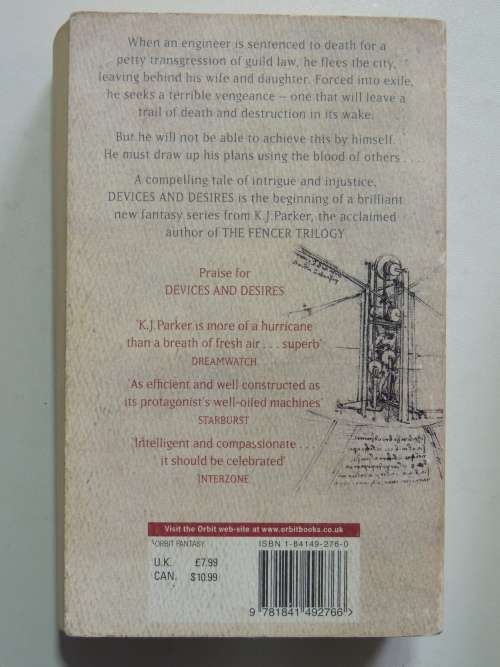 When an engineer is sentenced to death for a
petty transgression of guild law, he flees the city,
leaving behind his wife and daughter. Forced into exile,
he seeks a terrible vengeance – one that will leave a
trail of death and destruction in its wake.
But he will not be able to achieve this by himself.
He must draw up his plans using the blood of others . . .
A compelling tale of intrigue and injustice,
DEVICES AND DESIRES is the beginning of a brilliant
new fantasy series from K.J.Parker, the acclaimed
author of THE FENCER TRILOGY
Praise for
DEVICES AND DESIRES
'K.J.Parker is more of a hurricane
than a breath of fresh air . . . superb'
DREAMWATCH
'As efficient and well constructed as
its protagonist's well-oiled machines'
STARBURST
'Intelligent and compassionate . . .
it should be celebrated'
INTERZONE
Visit the Orbit web-site at www.orbitbooks.co.uk
ORBIT FANTASY
ISBN 1-84149-276-0
U.K. £7.99
CAN. $10.99
9 781841 492766 >